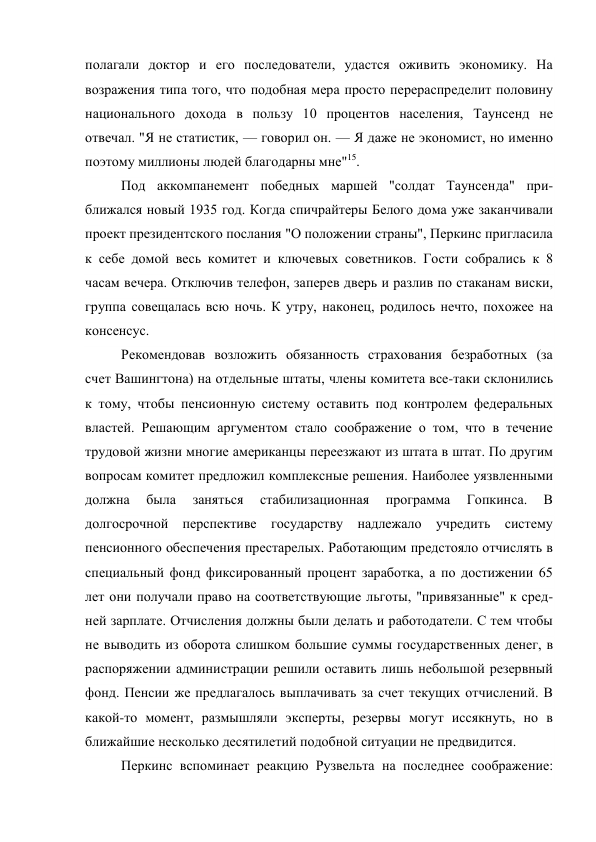 полагали доктор и его последователи, удастся оживить экономику. На
возражения типа того, что подобная мера просто перераспределит половину
национального дохода в пользу 10 процентов населения, Таунсенд не
отвечал. "Я не статистик, — говорил он. — Я даже не экономист, но именно
поэтому миллионы людей благодарны мне"15.
Под аккомпанемент победных маршей "солдат Таунсенда" при-
ближался новый 1935 год. Когда спичрайтеры Белого дома уже заканчивали
проект президентского послания "О положении страны", Перкинс пригласила
к себе домой весь комитет и ключевых советников. Гости собрались к 8
часам вечера. Отключив телефон, заперев дверь и разлив по стаканам виски,
группа совещалась всю ночь. К утру, наконец, родилось нечто, похожее на
консенсус.
Рекомендовав возложить обязанность страхования безработных (за
счет Вашингтона) на отдельные штаты, члены комитета все-таки склонились
к тому, чтобы пенсионную систему оставить под контролем федеральных
властей. Решающим аргументом стало соображение о том, что в течение
трудовой жизни многие американцы переезжают из штата в штат. По другим
вопросам комитет предложил комплексные решения. Наиболее уязвленными
должна была заняться стабилизационная программа Гопкинса. В
долгосрочной перспективе государству надлежало учредить систему
пенсионного обеспечения престарелых. Работающим предстояло отчислять в
специальный фонд фиксированный процент заработка, а по достижении 65
лет они получали право на соответствующие льготы, "привязанные" к сред-
ней зарплате. Отчисления должны были делать и работодатели. С тем чтобы
не выводить из оборота слишком большие суммы государственных денег, в
распоряжении администрации решили оставить лишь небольшой резервный
фонд. Пенсии же предлагалось выплачивать за счет текущих отчислений. В
какой-то момент, размышляли эксперты, резервы могут иссякнуть, но в
ближайшие несколько десятилетий подобной ситуации не предвидится.
Перкинс вспоминает реакцию Рузвельта на последнее соображение: